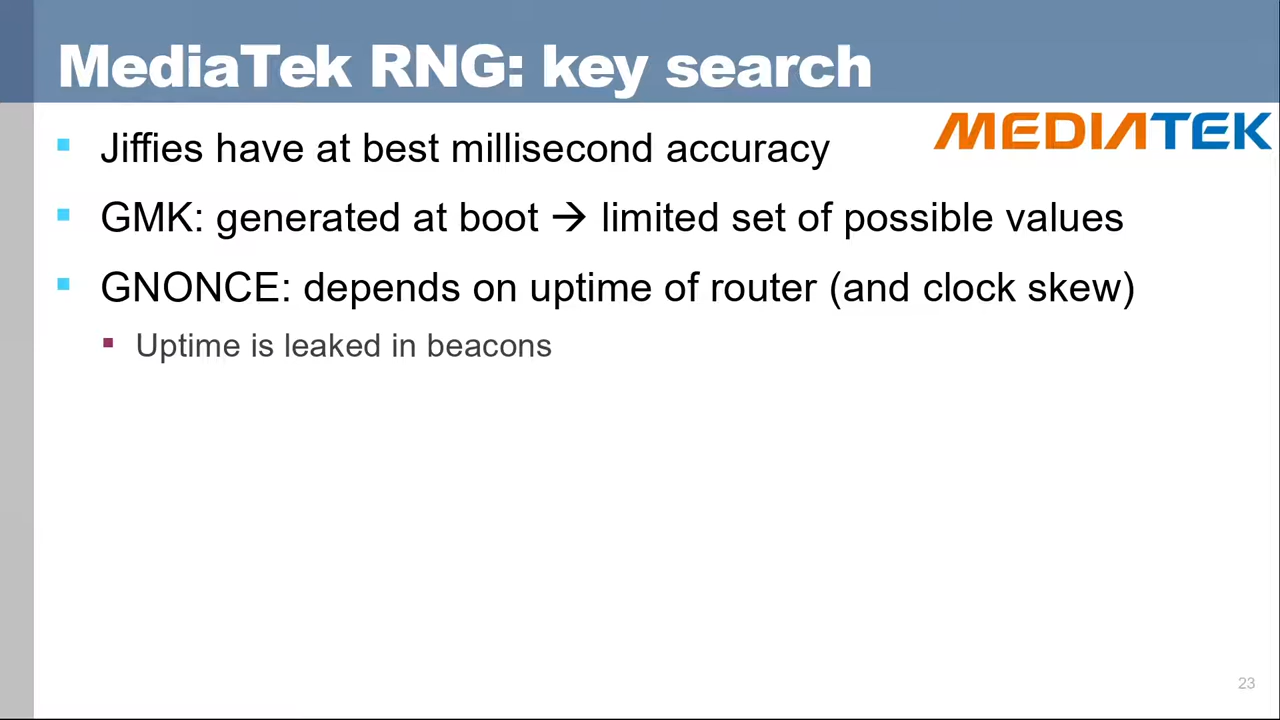 MediaTek RNG: key search
MEDIATEK
Jiffies have at best millisecond accuracy
GMK: generated at boot → limited set of possible values
GNONCE: depends on uptime of router (and clock skew)
Uptime is leaked in beacons
23